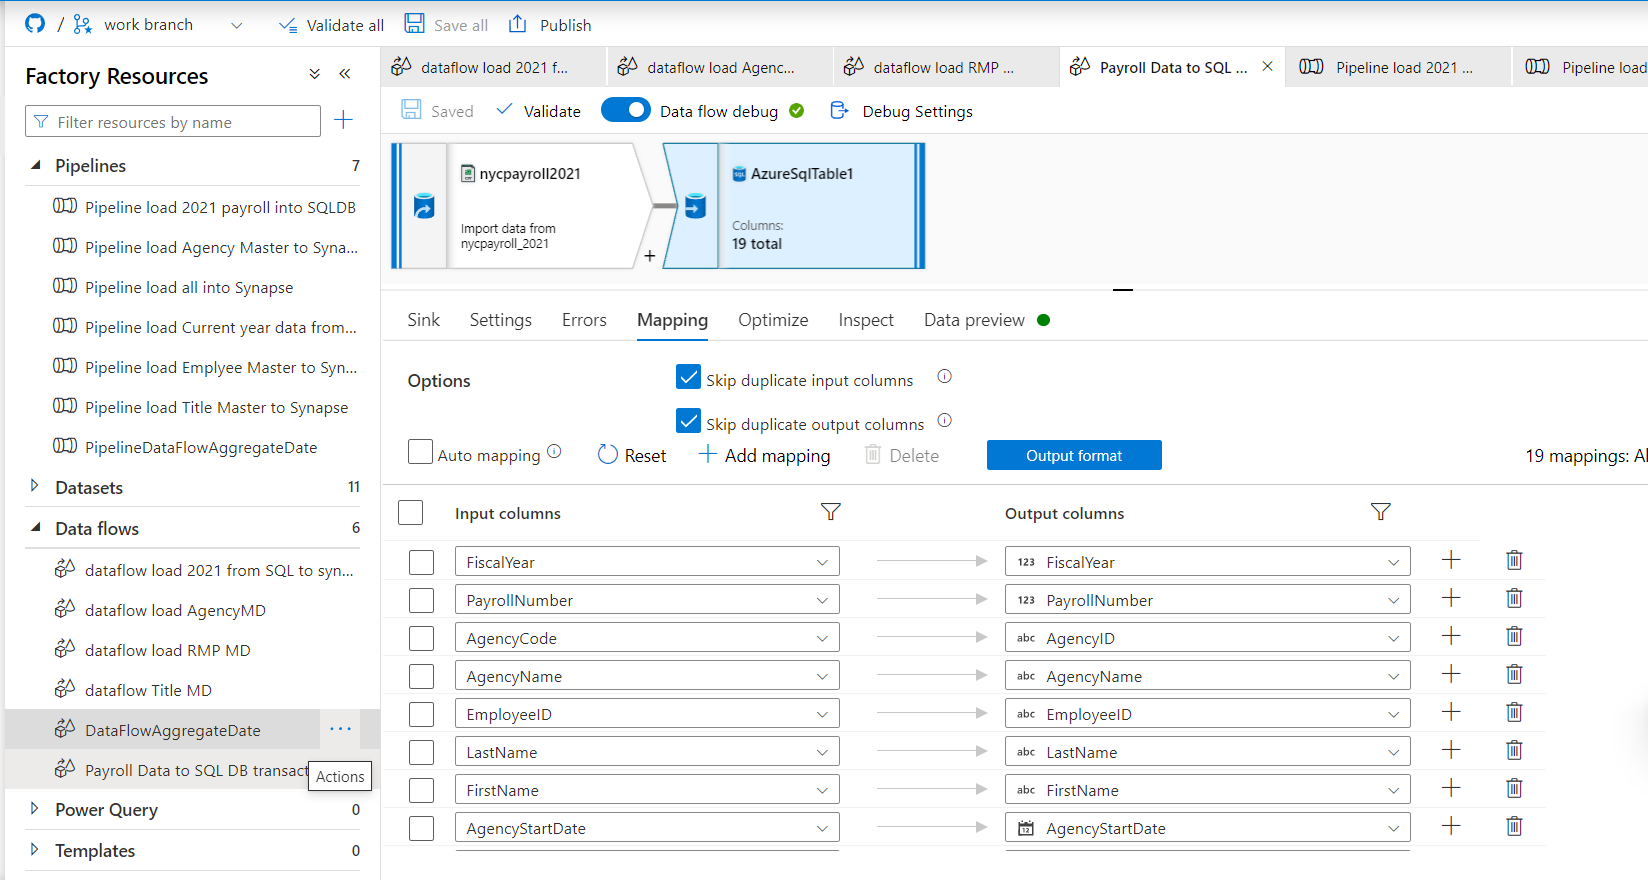 / work branch Validate all Save all Publish
Factory Resources
Filter resources by name
Pipelines 7
Pipeline load 2021 payroll into SQLDB
Pipeline load Agency Master to Syna...
Pipeline load all into Synapse
Pipeline load Current year data from...
Pipeline load Emplyee Master to Syn...
Pipeline load Title Master to Synapse
PipelineDataFlowAggregateDate
Datasets 11
Data flows 6
dataflow load 2021 from SQL to syn...
dataflow load AgencyMD
dataflow load RMP MD
dataflow Title MD
DataFlowAggregateDate
Payroll Data to SQL DB transact
Actions
Power Query 0
Templates 0
dataflow load 2021 f... dataflow load Agenc... dataflow load RMP ... Payroll Data to SQL ... Pipeline load 2021 ... Pipeline load
Saved Validate Data flow debug Debug Settings
nycpayroll2021
Import data from
nycpayroll_2021
+
AzureSqlTable1
Columns:
19 total
Sink Settings Errors Mapping Optimize Inspect Data preview
Options
Skip duplicate input columns
Skip duplicate output columns
Auto mapping Reset Add mapping Delete Output format 19 mappings: Al
Input columns Output columns
FiscalYear 123 FiscalYear
PayrollNumber 123 PayrollNumber
AgencyCode abc AgencyID
AgencyName abc AgencyName
EmployeeID abc EmployeeID
LastName abc LastName
FirstName abc FirstName
AgencyStartDate 12 AgencyStartDate